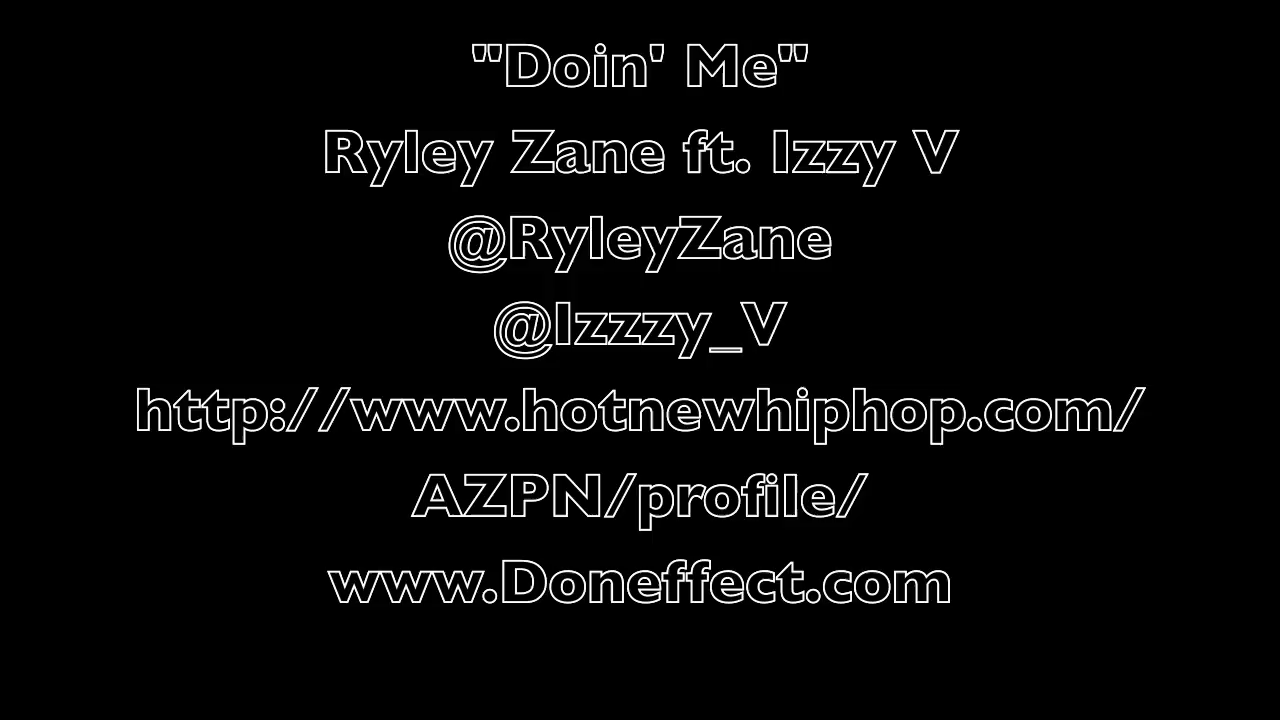 "Doin' Me"
Ryley Zane ft. Izzy V
@RyleyZane
@Izzzy_V
http://www.hotnewhiphop.com/
AZPN/profile/
www.Doneffect.com